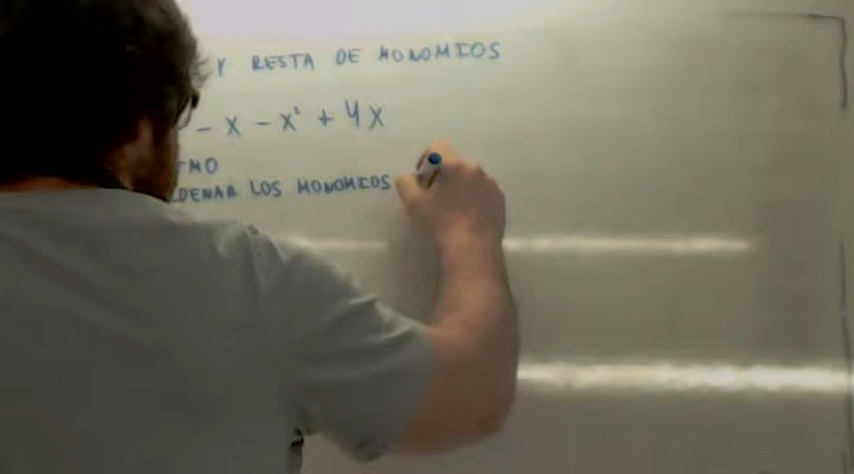 Y RESTA DE MONOMIOS
- x - x² + 4x
TMO
DENAR LOS MONOMIOS